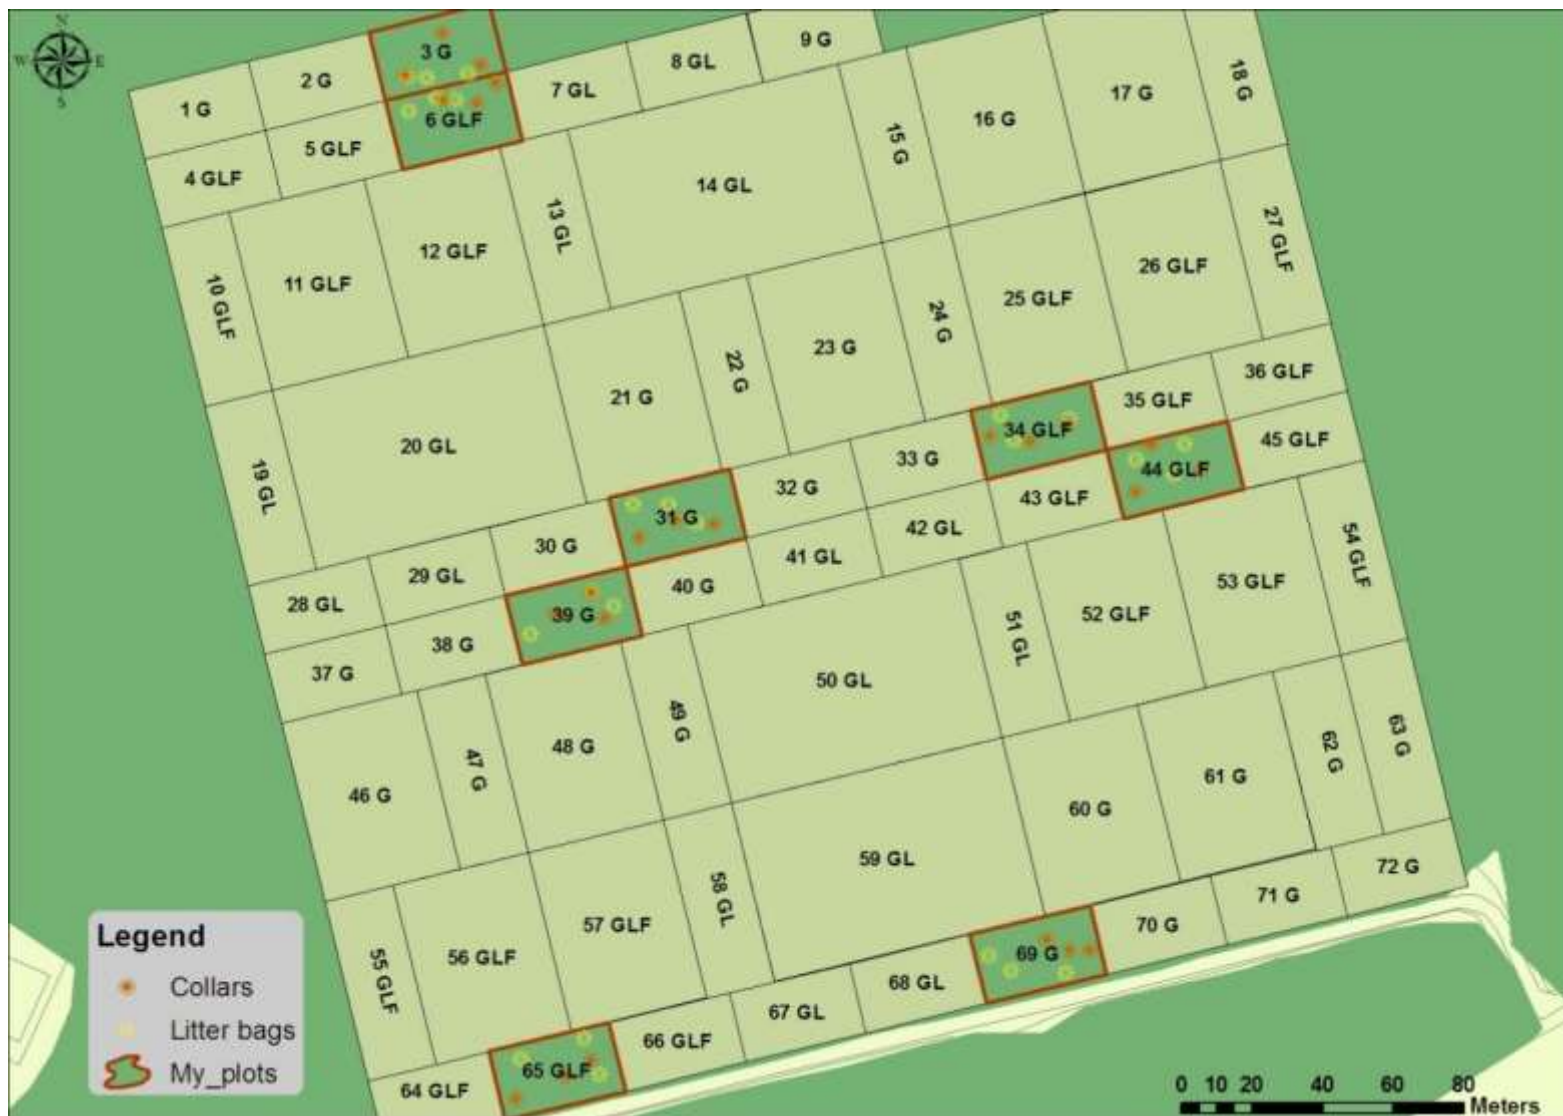 N
W E
S
1 G
2 G
3 G
4 GLF
5 GLF
6 GLF
7 GL
8 GL
9 G
10 GLF
11 GLF
12 GLF
13 GL
14 GL
15 G
16 G
17 G
18 G
19 GL
20 GL
21 G
22 G
23 G
24 G
25 GLF
26 GLF
27 GLF
28 GL
29 GL
30 G
31 G
32 G
33 G
34 GLF
35 GLF
36 GLF
37 G
38 G
39 G
40 G
41 GL
42 GL
43 GLF
44 GLF
45 GLF
46 G
47 G
48 G
49 G
50 GL
51 GL
52 GLF
53 GLF
54 GLF
55 GLF
56 GLF
57 GLF
58 GL
59 GL
60 G
61 G
62 G
63 G
64 GLF
65 GLF
66 GLF
67 GL
68 GL
69 G
70 G
71 G
72 G
Legend
Collars
Litter bags
My_plots
0 10 20 40 60 80
Meters